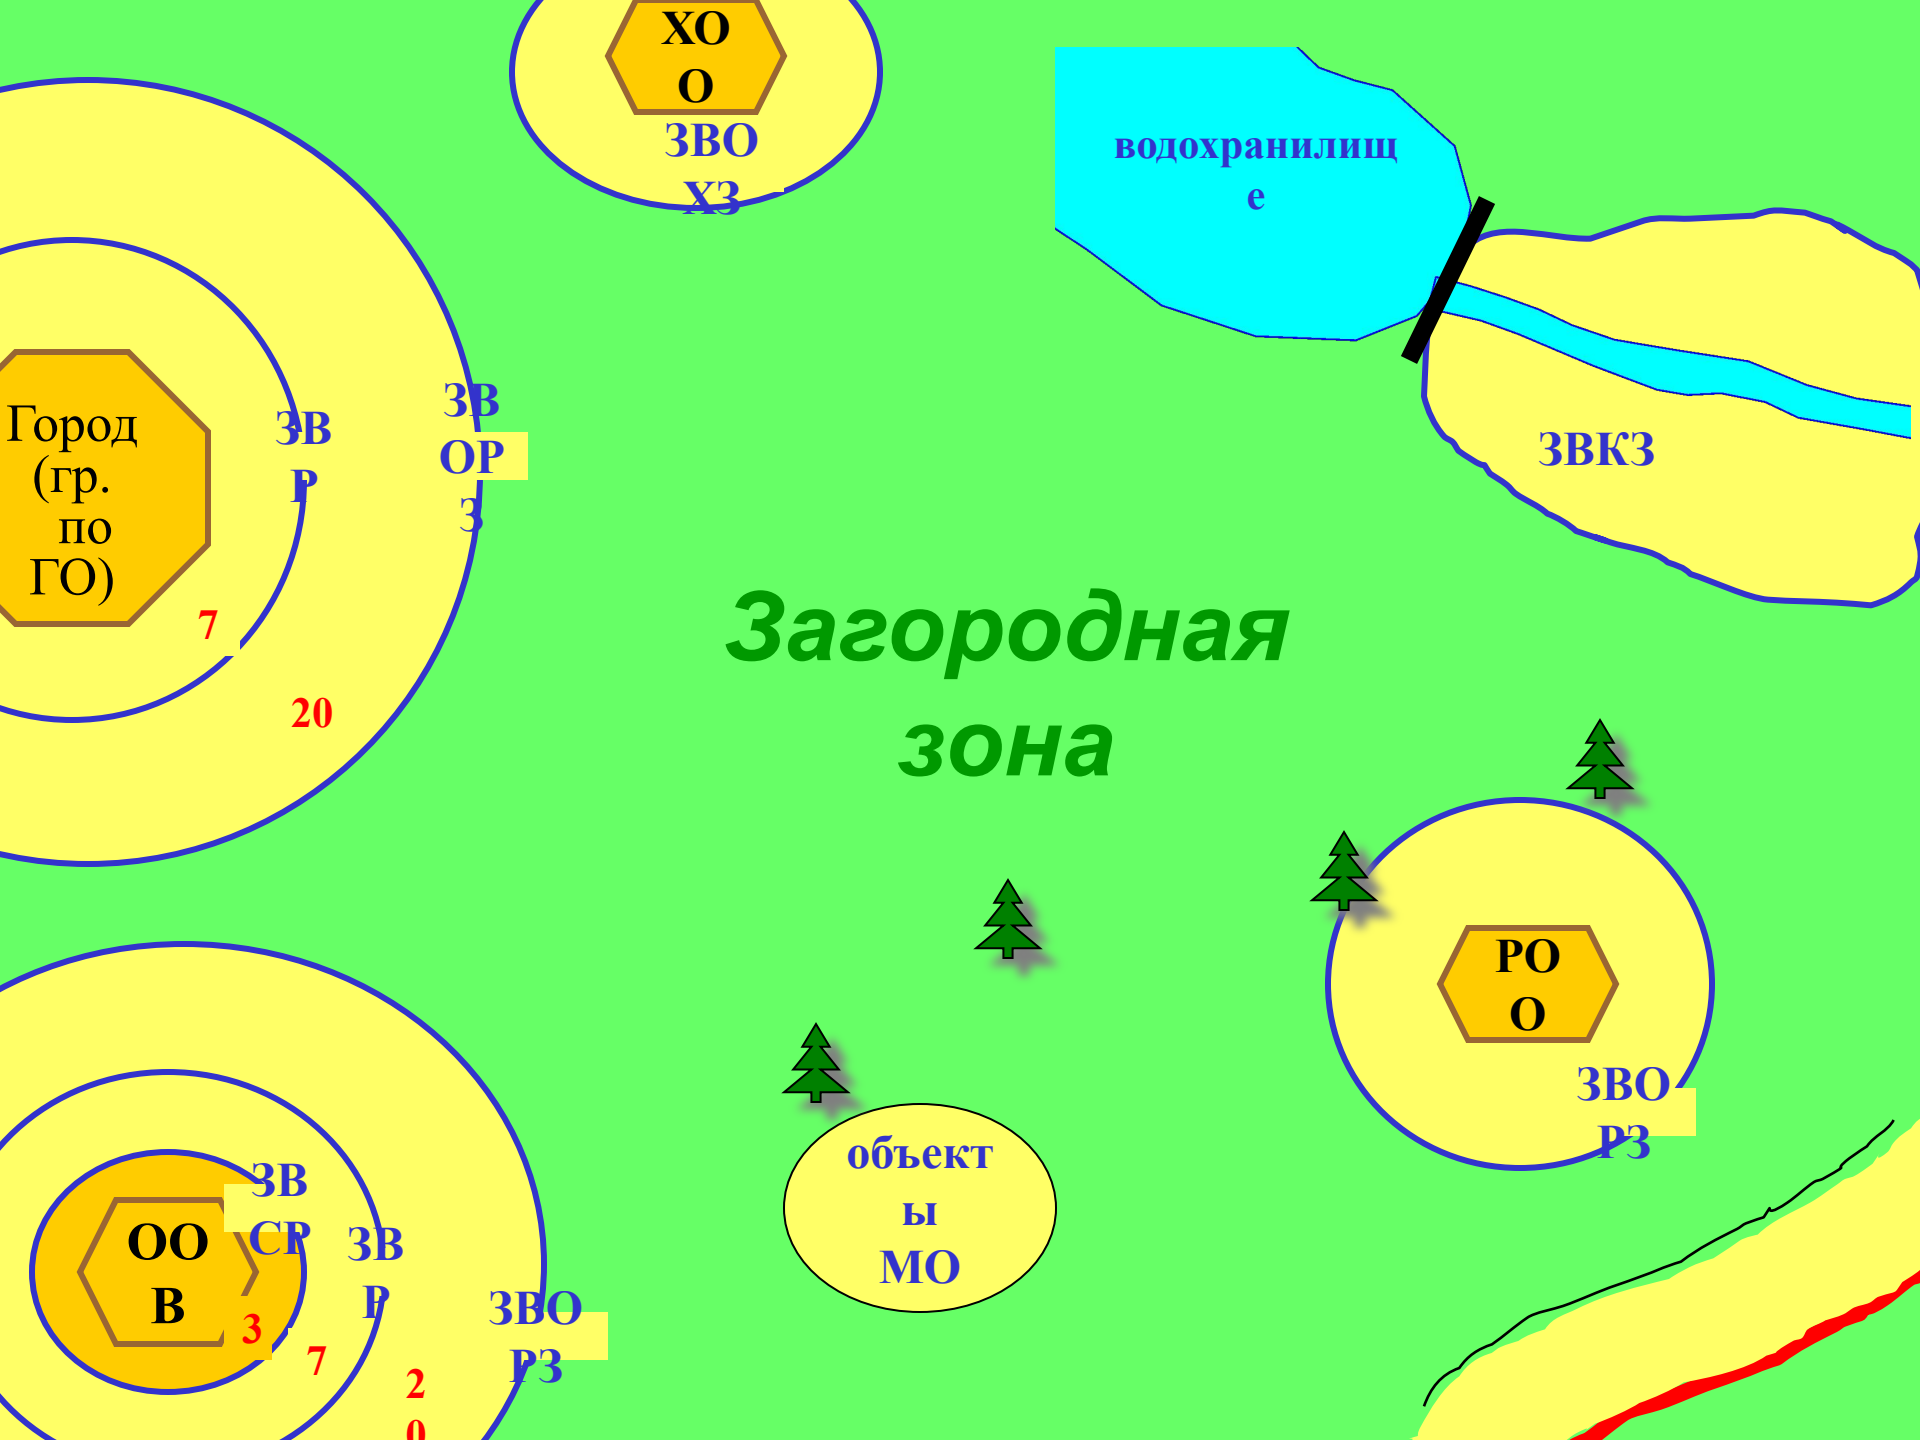 ХО
О
ЗВО
ХЗ
водохранилищ
е
Город
(гр.
по
ГО)
ЗВ
Р
ЗВ
ОР
З
7
20
ЗВКЗ
Загородная
зона
РО
О
ЗВО
РЗ
объект
ы
МО
ОО
В
ЗВ
СР
3
ЗВ
Р
7
ЗВО
РЗ
2
0